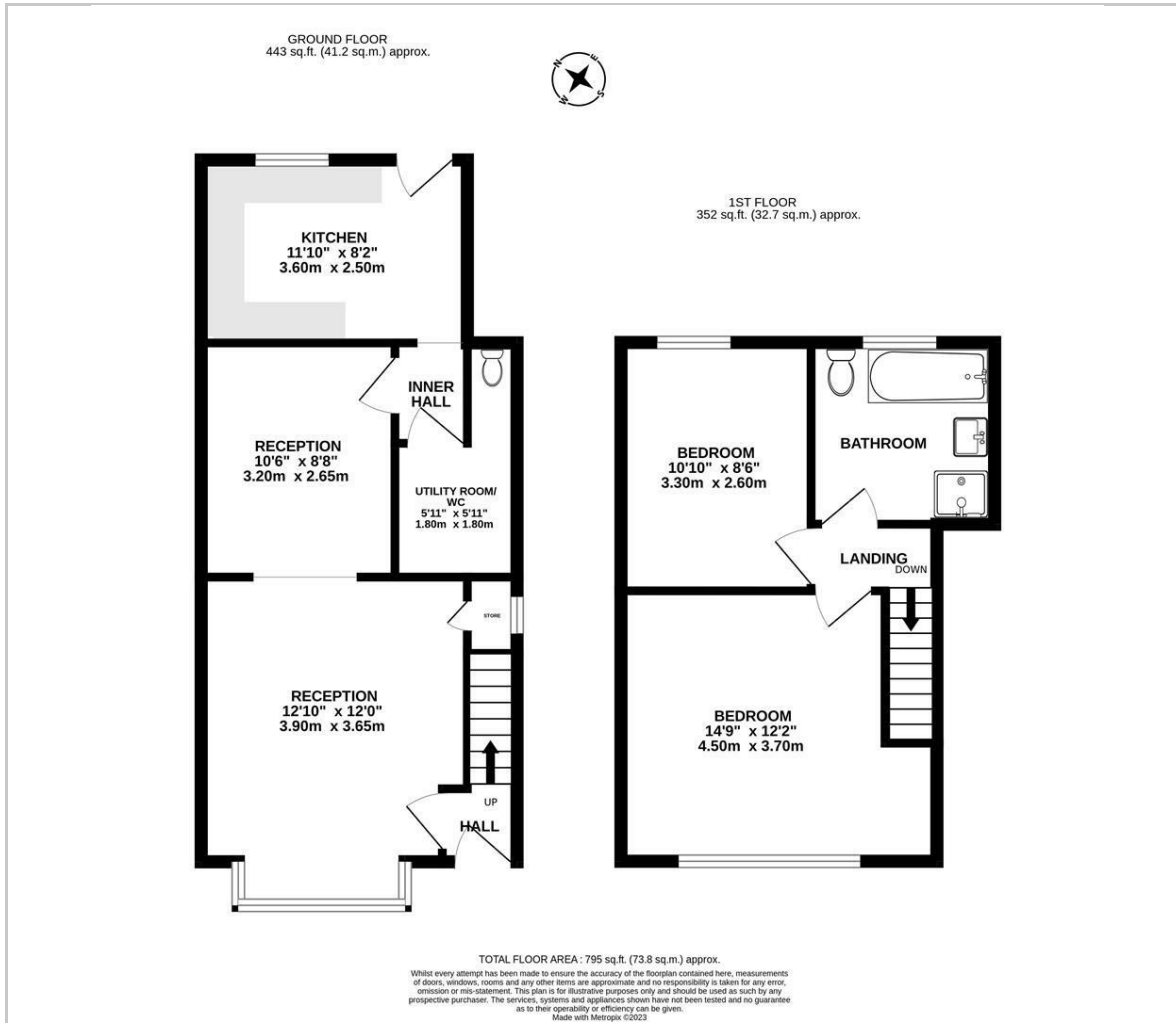 GROUND FLOOR
443 sq.ft. (41.2 sq.m.) approx.
N
E
S
W
1ST FLOOR
352 sq.ft. (32.7 sq.m.) approx.
KITCHEN
11'10" x 8'2"
3.60m x 2.50m
INNER
HALL
RECEPTION
10'6" x 8'8"
3.20m x 2.65m
UTILITY ROOM/
WC
5'11" x 5'11"
1.80m x 1.80m
STORE
RECEPTION
12'10" x 12'0"
3.90m x 3.65m
UP
HALL
BEDROOM
10'10" x 8'6"
3.30m x 2.60m
BATHROOM
LANDING
DOWN
BEDROOM
14'9" x 12'2"
4.50m x 3.70m
TOTAL FLOOR AREA : 795 sq.ft. (73.8 sq.m.) approx.
Whilst every attempt has been made to ensure the accuracy of the floorplan contained here, measurements
of doors, windows, rooms and any other items are approximate and no responsibility is taken for any error,
omission or mis-statement. This plan is for illustrative purposes only and should be used as such by any
prospective purchaser. The services, systems and appliances shown have not been tested and no guarantee
as to their operability or efficiency can be given.
Made with Metropix ©2023